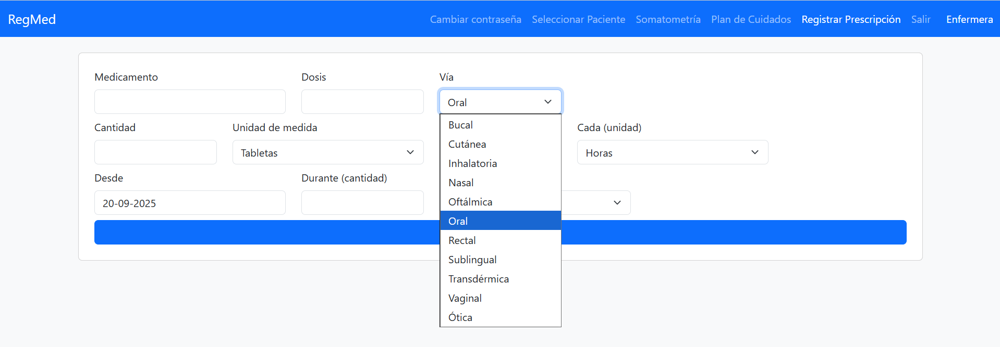 RegMed
Cambiar contraseña Seleccionar Paciente Somatometría Plan de Cuidados Registrar Prescripción Salir Enfermera
Medicamento Dosis Vía
Oral
Cantidad Unidad de medida Cada (unidad)
Tabletas Horas
Desde Durante (cantidad)
20-09-2025
Bucal
Cutánea
Inhalatoria
Nasal
Oftálmica
Oral
Rectal
Sublingual
Transdérmica
Vaginal
Ótica